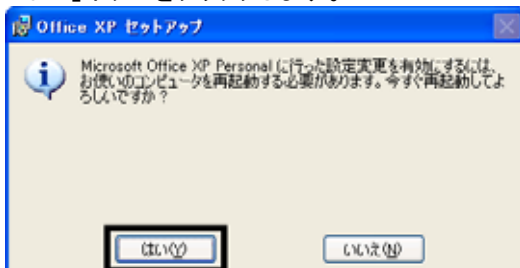 Office XP セットアップ
Microsoft Office XP Personal に行った設定変更を有効にするには、
お使いのコンピュータを再起動する必要があります。今すぐ再起動してよ
ろしいですか?
はい(Y)
いいえ(N)